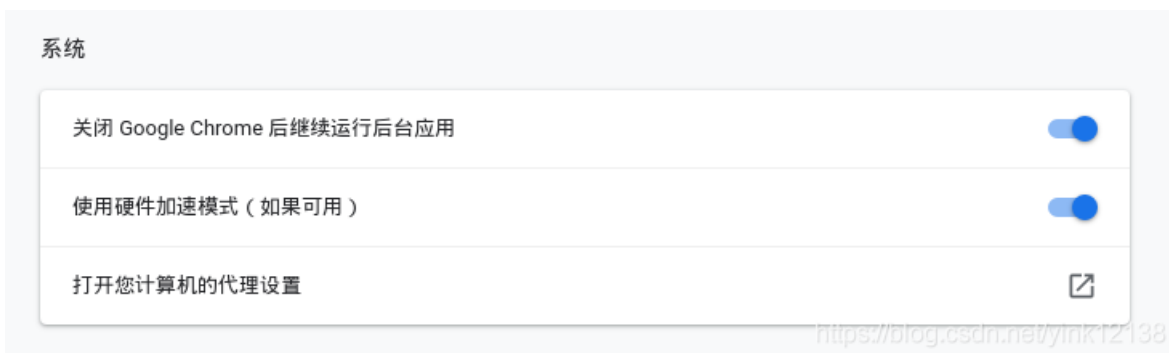 系统
关闭 Google Chrome 后继续运行后台应用
使用硬件加速模式（如果可用）
打开您计算机的代理设置
https://blog.csdn.net/yink12138